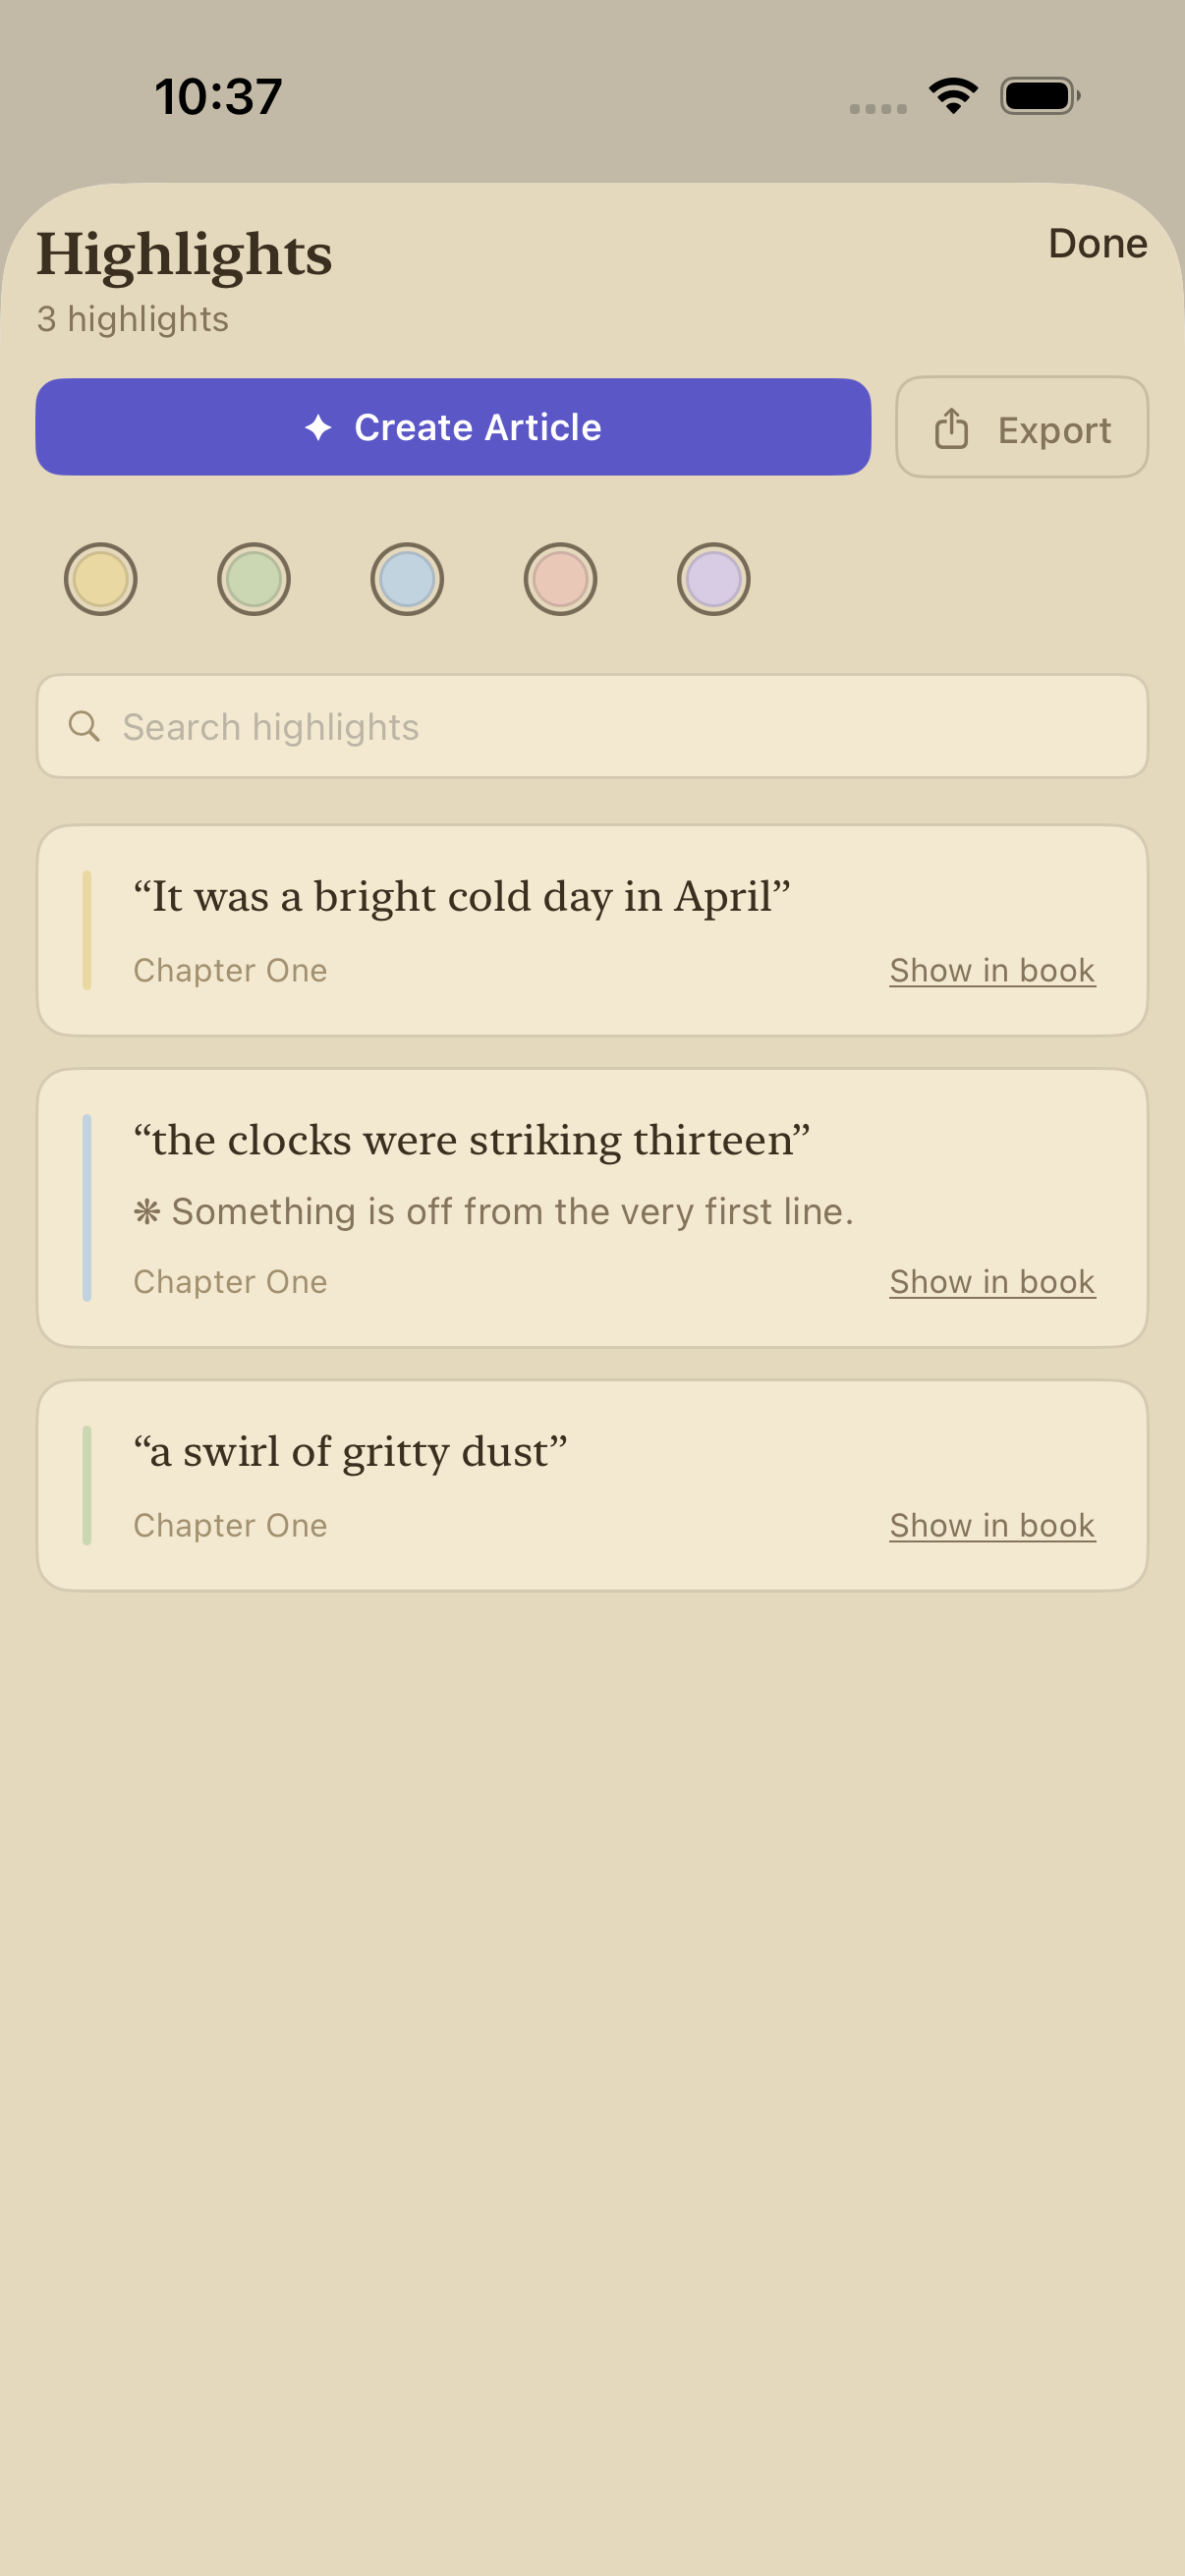 10:37
Highlights
Done
3 highlights
Create Article
Export
Search highlights
“It was a bright cold day in April”
Chapter One
Show in book
“the clocks were striking thirteen”
❋ Something is off from the very first line.
Chapter One
Show in book
“a swirl of gritty dust”
Chapter One
Show in book